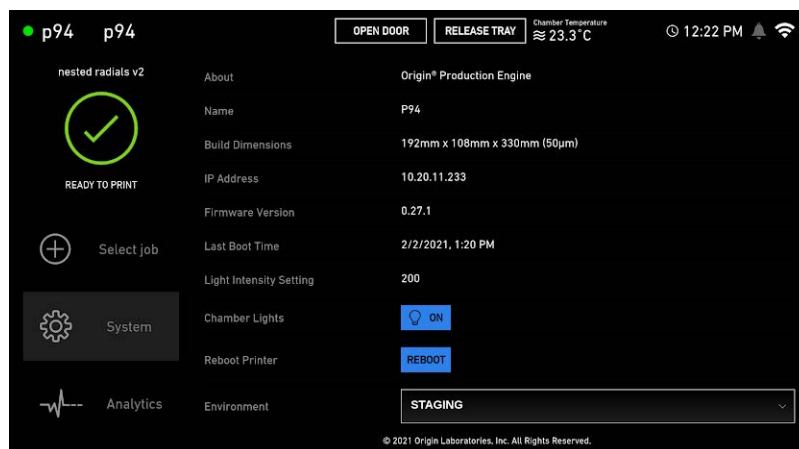 p94 p94 OPEN DOOR RELEASE TRAY Chamber Temperature 23.3°C 12:22 PM
nested radials v2
READY TO PRINT
Select job
System
Analytics
About Origin® Production Engine
Name P94
Build Dimensions 192mm x 108mm x 330mm (50μm)
IP Address 10.20.11.233
Firmware Version 0.27.1
Last Boot Time 2/2/2021, 1:20 PM
Light Intensity Setting 200
Chamber Lights ON
Reboot Printer REBOOT
Environment STAGING
© 2021 Origin Laboratories, Inc. All Rights Reserved.